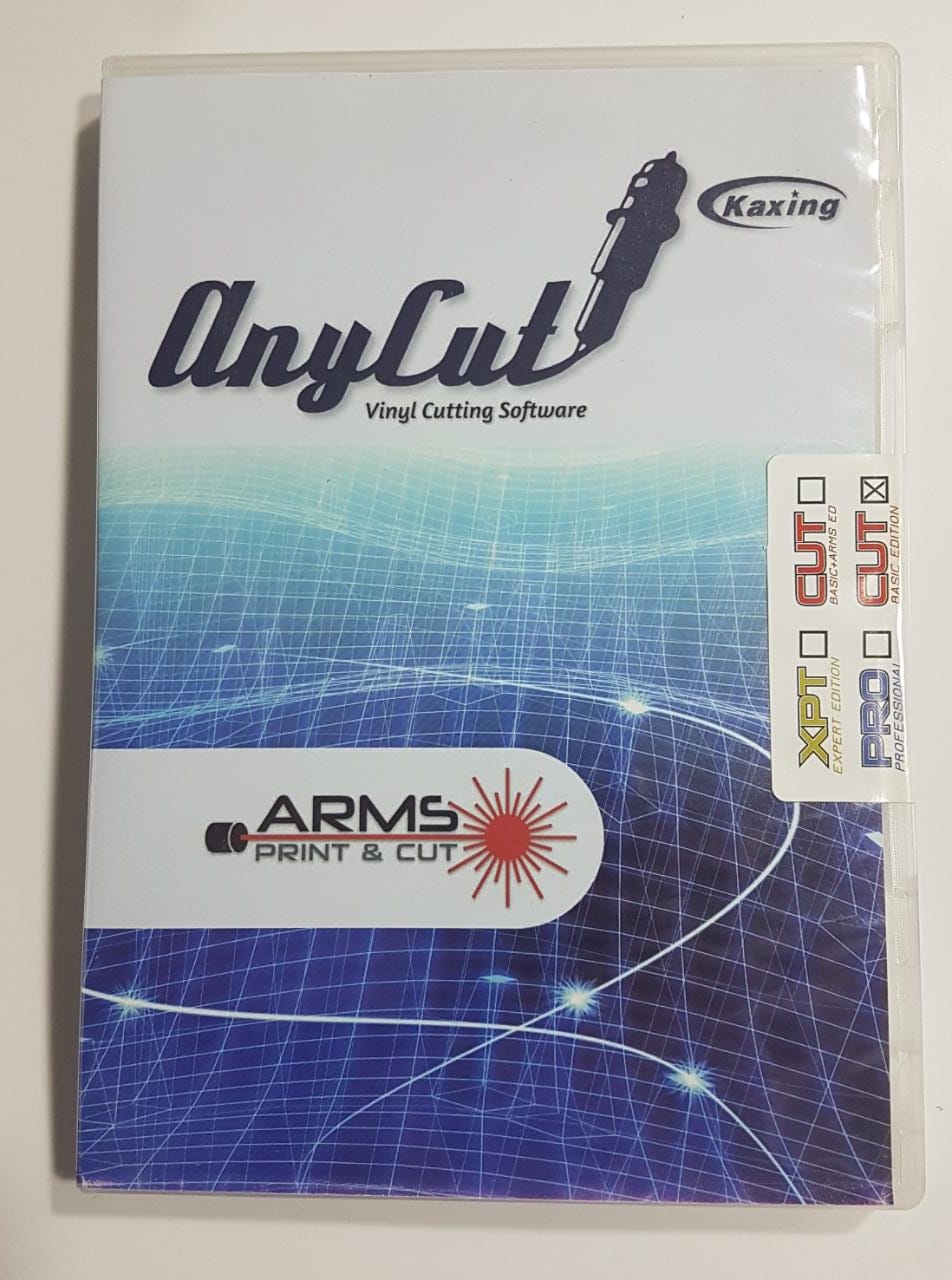 Kaxing
AnyCut
Vinyl Cutting Software
CUT
BASIC+ARMS ED
CUT
BASIC EDITION
XPT
EXPERT EDITION
PRO
PROFESSIONAL
ARMS
PRINT & CUT